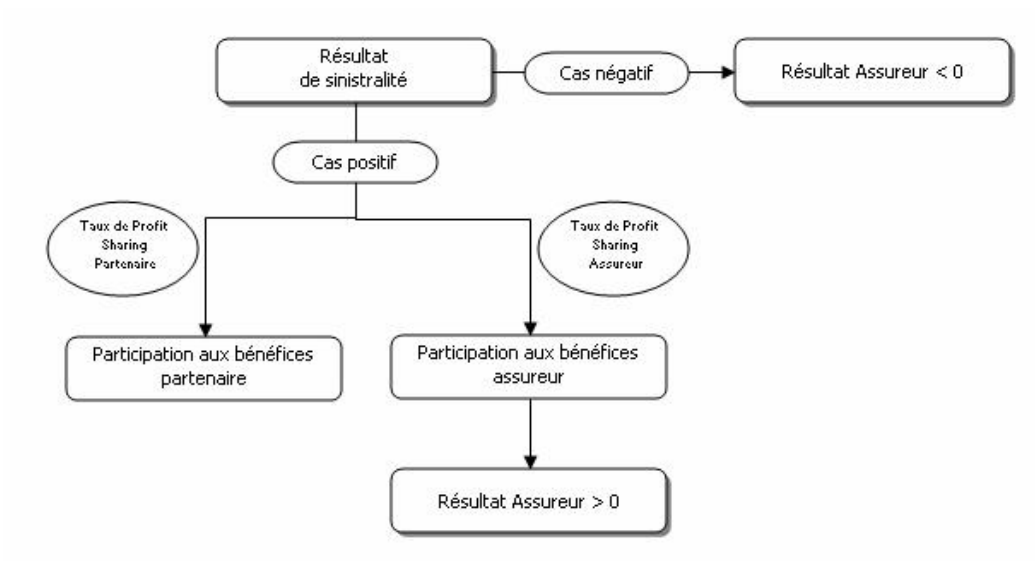 Résultat
de sinistralité
Cas négatif
Résultat Assureur < 0
Cas positif
Taux de Profit
Sharing
Partenaire
Taux de Profit
Sharing
Assureur
Participation aux bénéfices
partenaire
Participation aux bénéfices
assureur
Résultat Assureur > 0